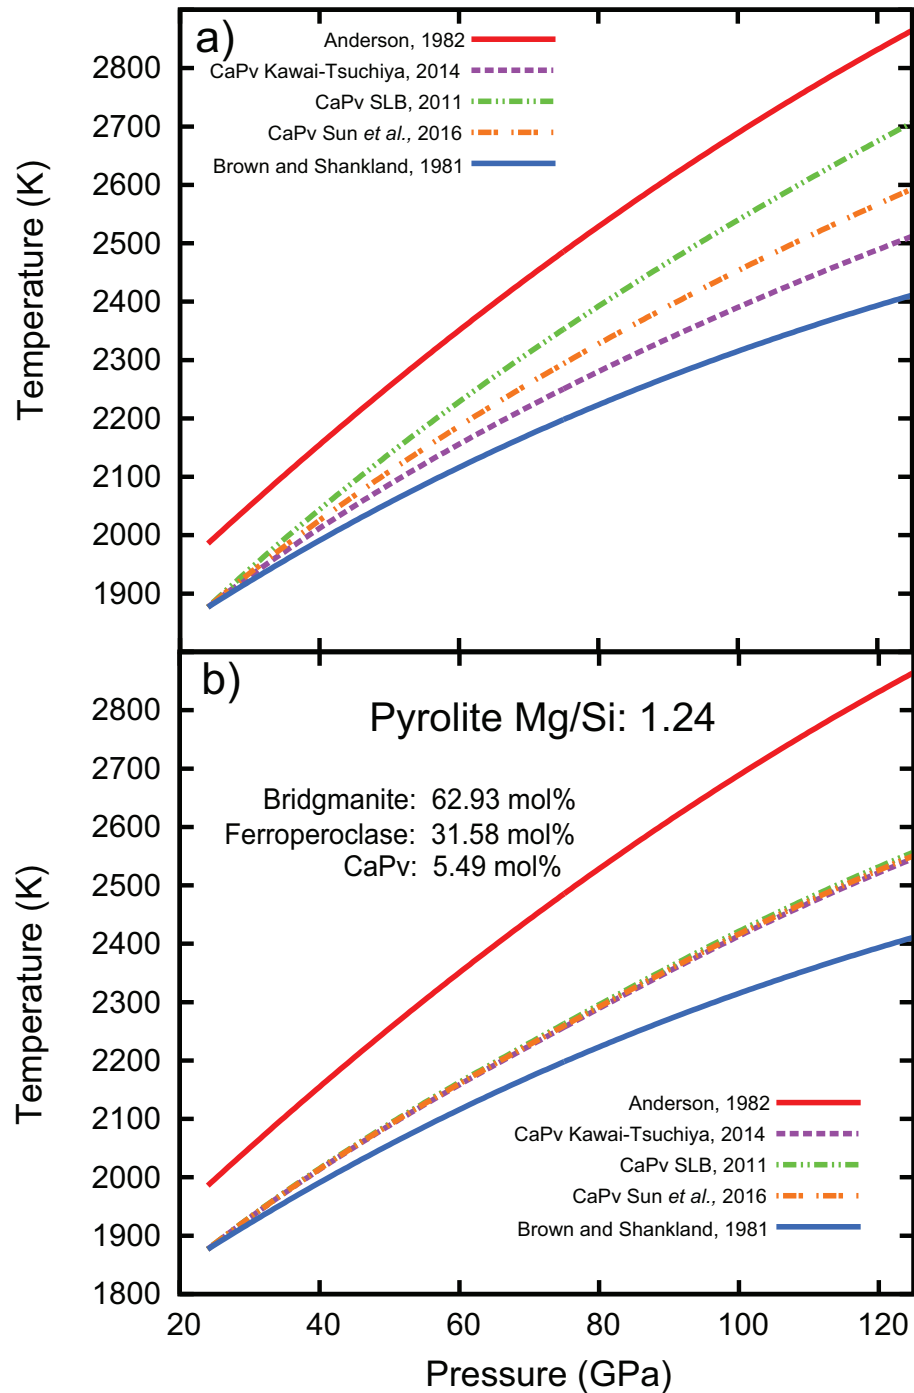 a)
Anderson, 1982
CaPv Kawai-Tsuchiya, 2014
CaPv SLB, 2011
CaPv Sun et al., 2016
Brown and Shankland, 1981
2800
2700
2600
2500
2400
2300
2200
2100
2000
1900
Temperature (K)
b)
Pyrolite Mg/Si: 1.24
Bridgmanite: 62.93 mol%
Ferroperoclase: 31.58 mol%
CaPv: 5.49 mol%
2800
2700
2600
2500
2400
2300
2200
2100
2000
1900
1800
Temperature (K)
Anderson, 1982
CaPv Kawai-Tsuchiya, 2014
CaPv SLB, 2011
CaPv Sun et al., 2016
Brown and Shankland, 1981
20 40 60 80 100 120
Pressure (GPa)